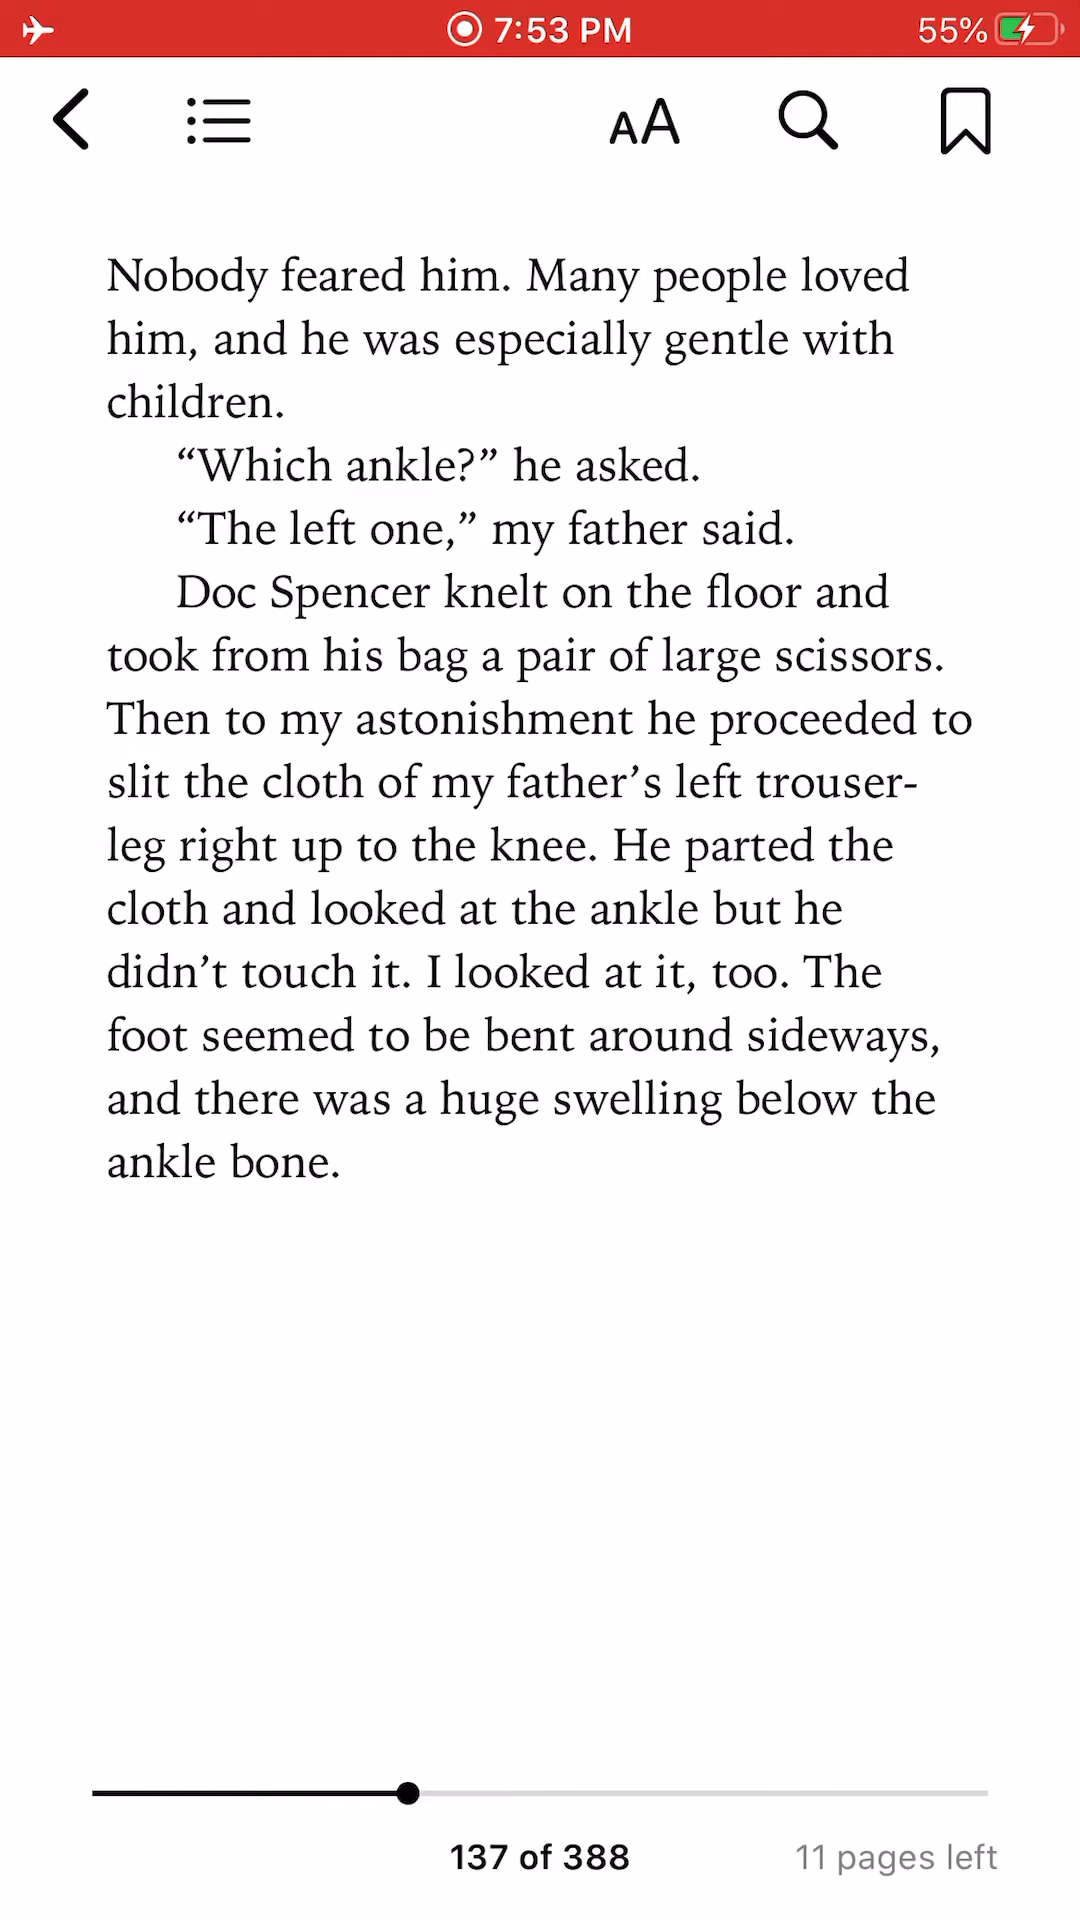 7:53 PM
55%
AA
Nobody feared him. Many people loved
him, and he was especially gentle with
children.
“Which ankle?” he asked.
“The left one,” my father said.
Doc Spencer knelt on the floor and
took from his bag a pair of large scissors.
Then to my astonishment he proceeded to
slit the cloth of my father’s left trouser-
leg right up to the knee. He parted the
cloth and looked at the ankle but he
didn’t touch it. I looked at it, too. The
foot seemed to be bent around sideways,
and there was a huge swelling below the
ankle bone.
137 of 388
11 pages left